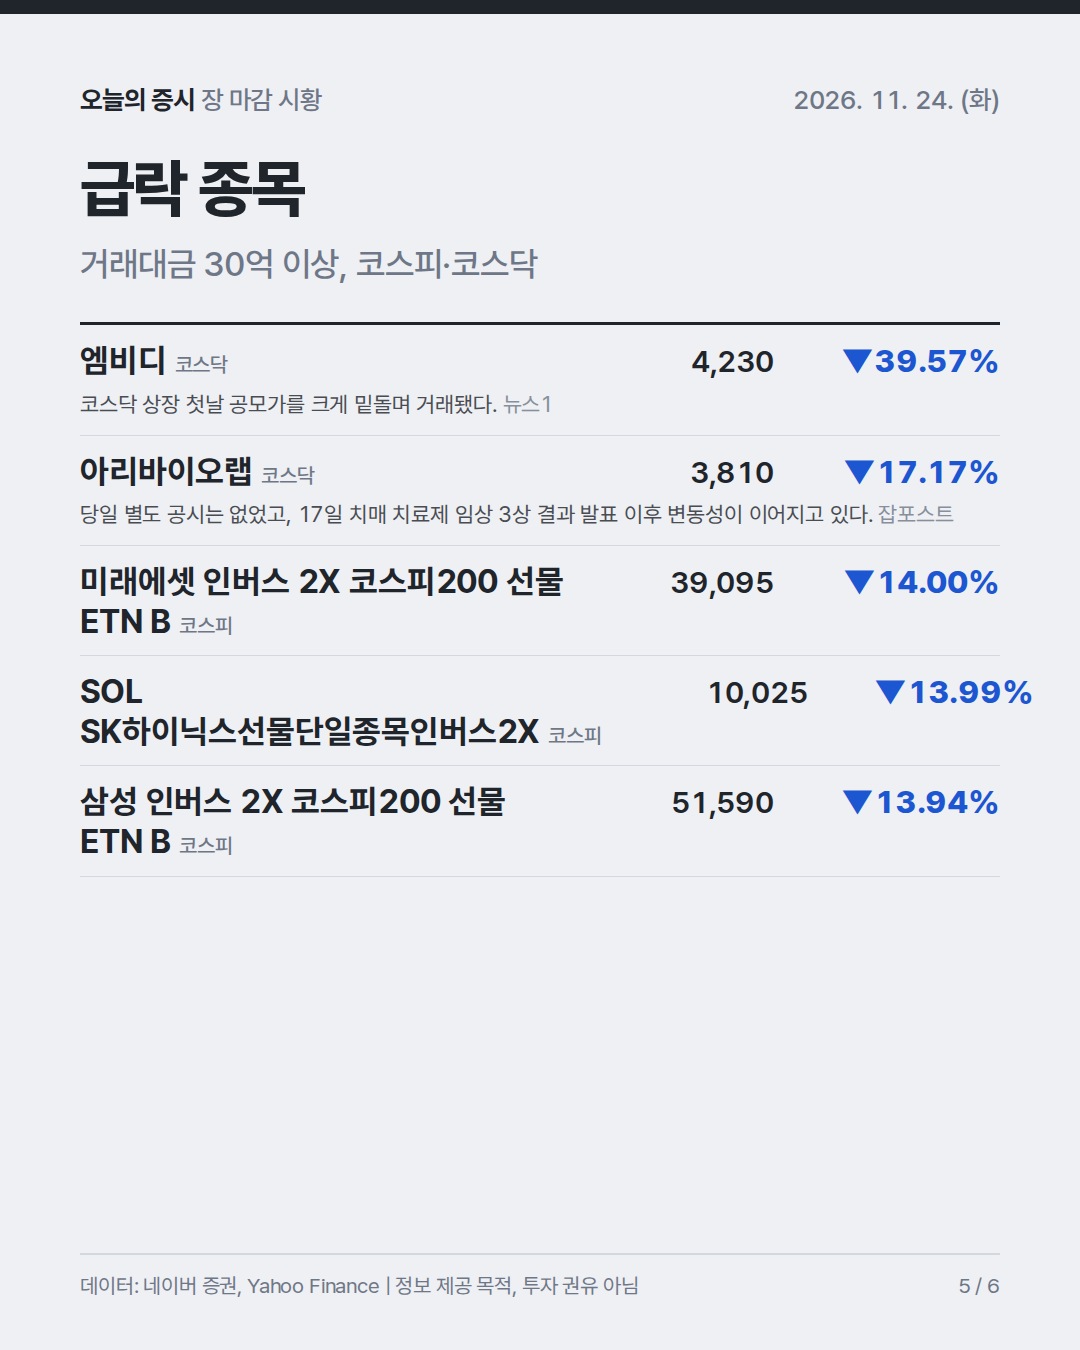 오늘의 증시 장 마감 시황 2026. 11. 24. (화)
급락 종목
거래대금 30억 이상, 코스피·코스닥
엠비디 코스닥 4,230 ▼39.57%
코스닥 상장 첫날 공모가를 크게 밑돌며 거래됐다. 뉴스1
아리바이오랩 코스닥 3,810 ▼17.17%
당일 별도 공시는 없었고, 17일 치매 치료제 임상 3상 결과 발표 이후 변동성이 이어지고 있다. 잡포스트
미래에셋 인버스 2X 코스피200 선물 39,095 ▼14.00%
ETN B 코스피
SOL 10,025 ▼13.99%
SK하이닉스선물단일종목인버스2X 코스피
삼성 인버스 2X 코스피200 선물 51,590 ▼13.94%
ETN B 코스피
데이터: 네이버 증권, Yahoo Finance | 정보 제공 목적, 투자 권유 아님 5 / 6